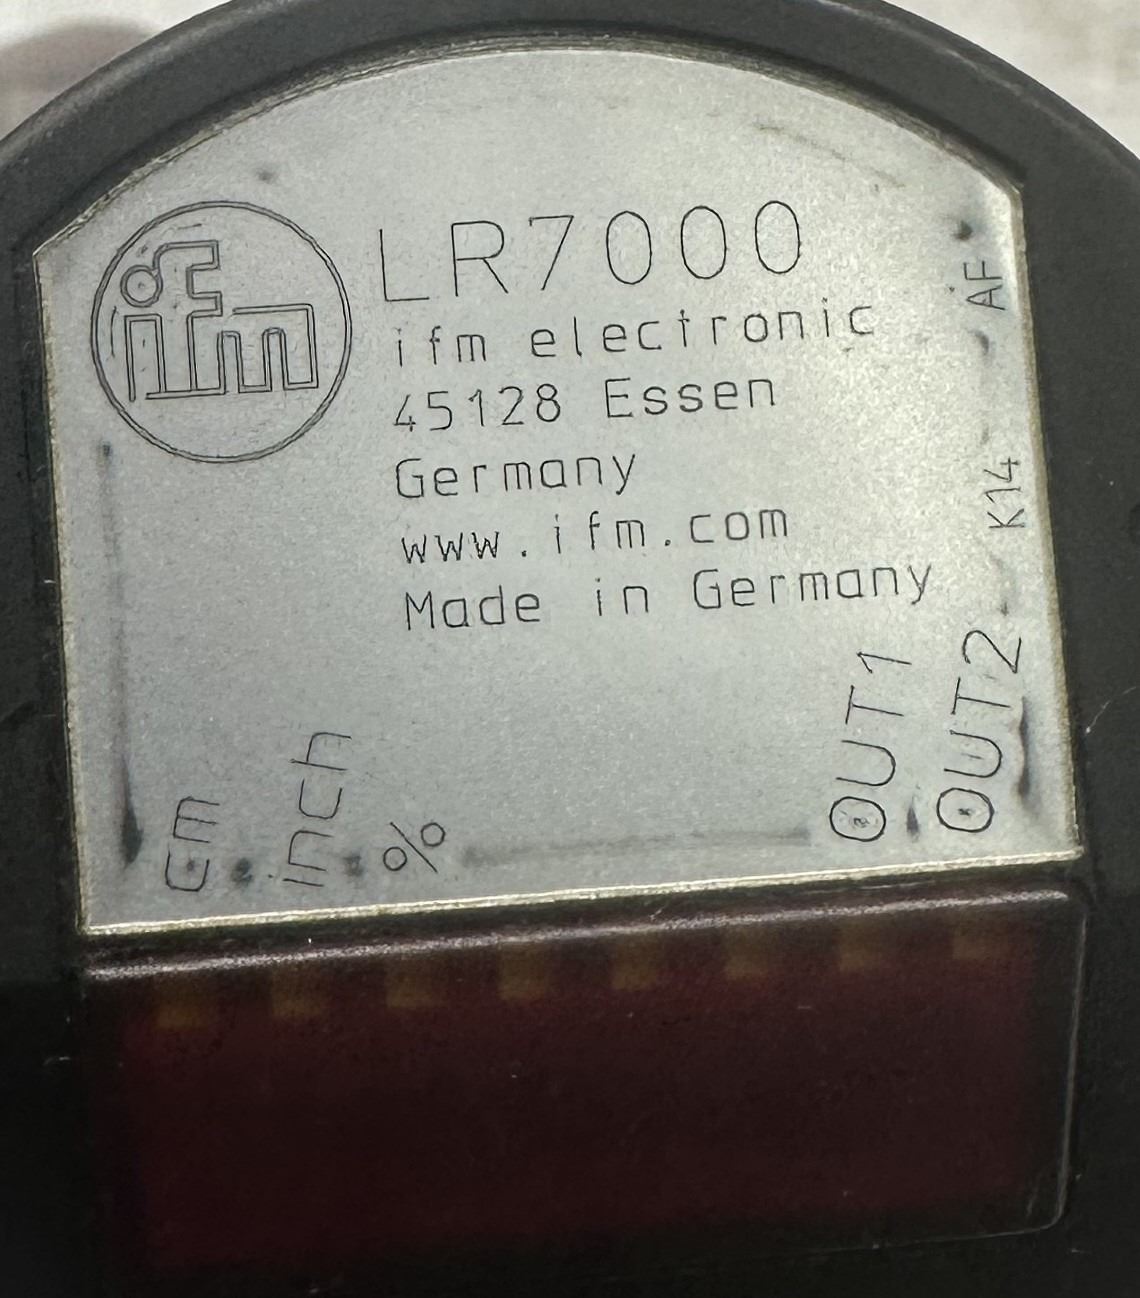 ifm
LR7000
ifm electronic
45128 Essen
Germany
www.ifm.com
Made in Germany
AF
K14
cm
inch
%
OUT1
OUT2